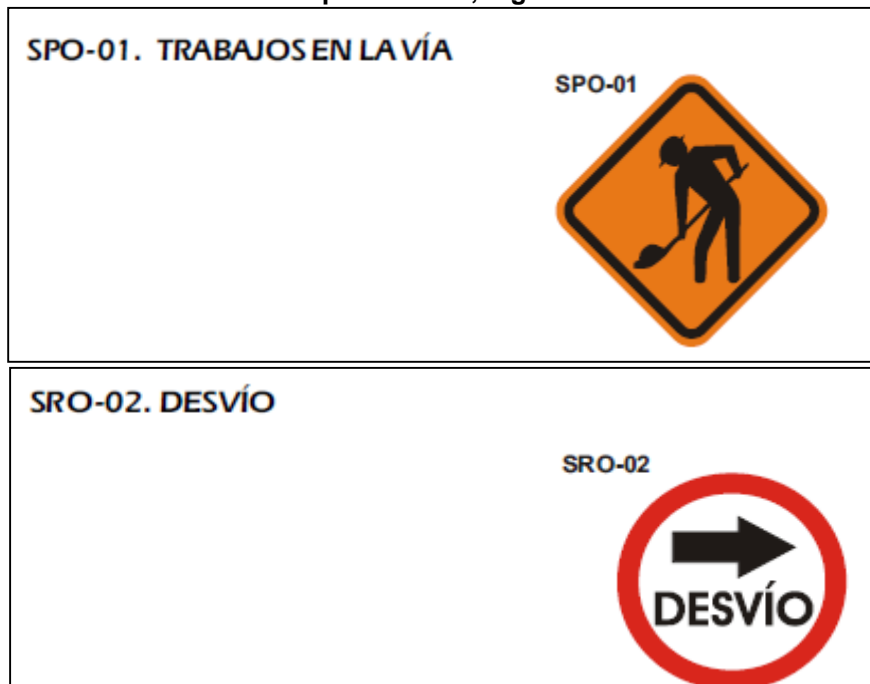 SPO-01. TRABAJOS EN LA VÍA
SPO-01
SRO-02. DESVÍO
SRO-02
DESVÍO